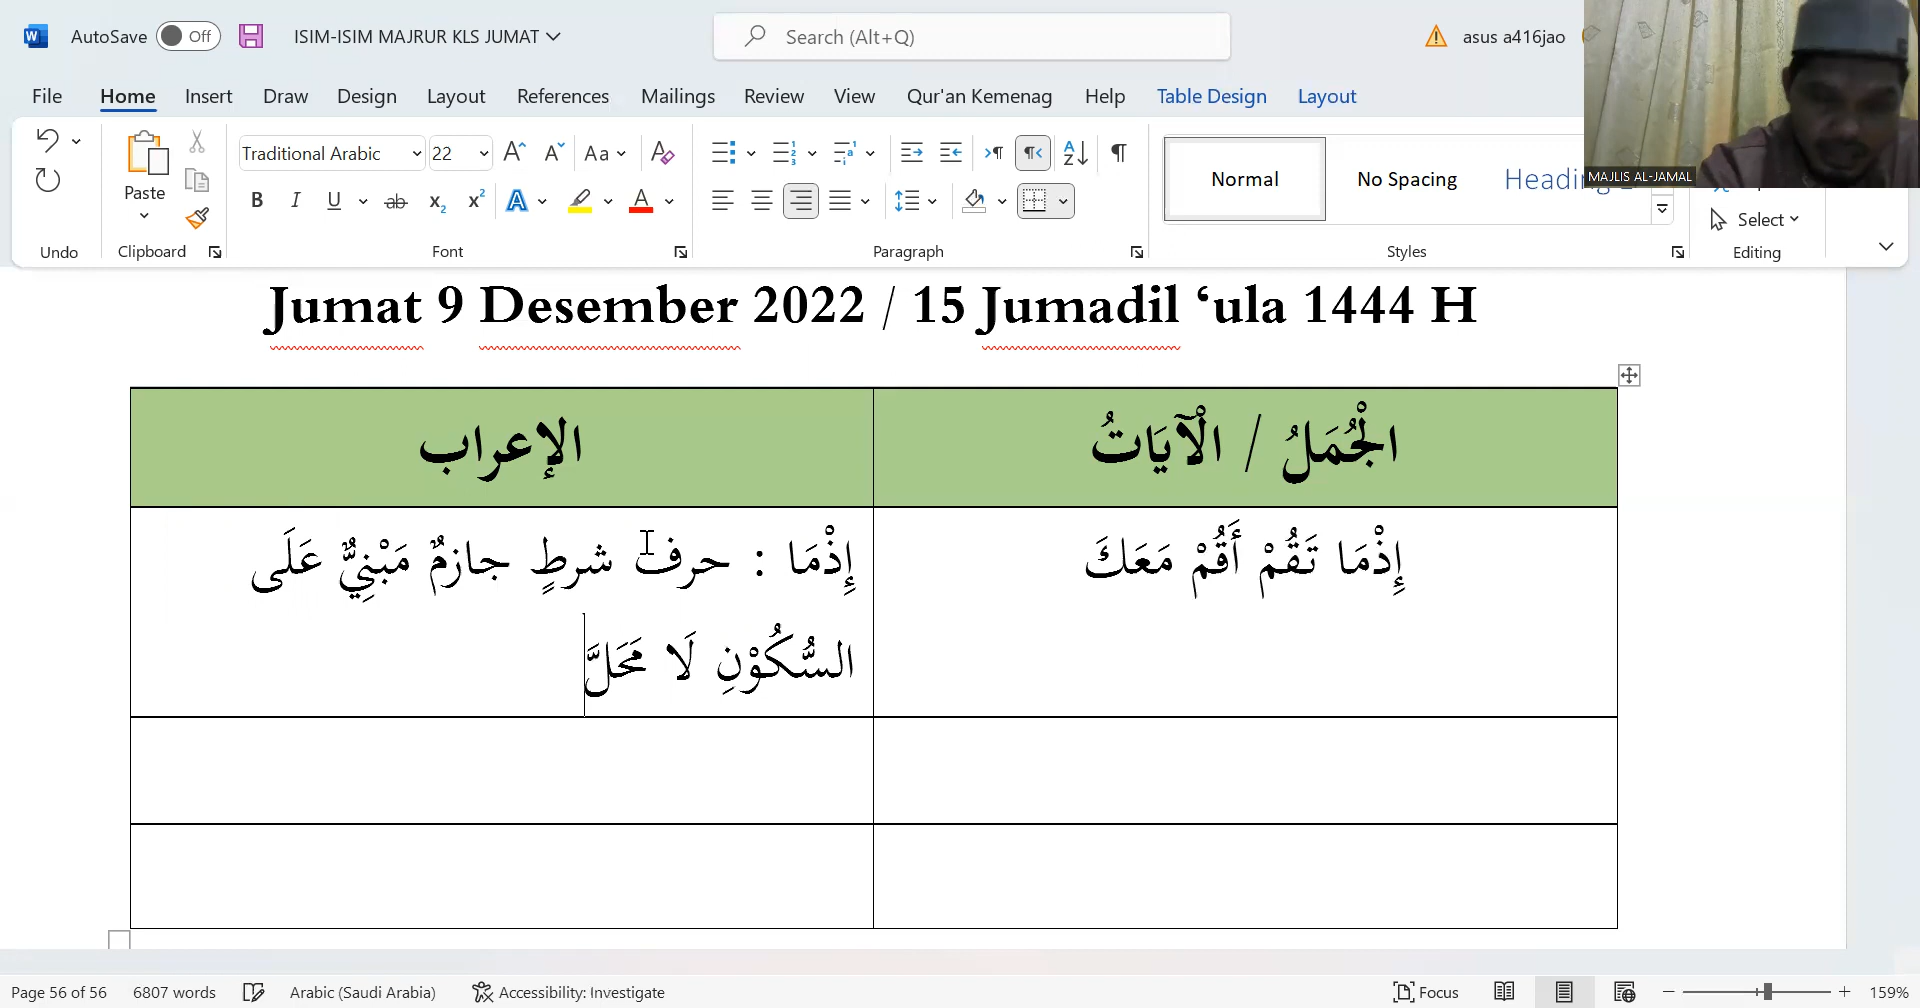 AutoSave Off ISIM-ISIM MAJRUR KLS JUMAT Search (Alt+Q) asus a416jao
File Home Insert Draw Design Layout References Mailings Review View Qur'an Kemenag Help Table Design Layout
MAJLIS AL-JAMAL
Traditional Arabic 22 Aa
Paste
Normal No Spacing Heading
B I U ab
Select
Undo Clipboard Font Paragraph Styles Editing
Jumat 9 Desember 2022 / 15 Jumadil ‘ula 1444 H
الْجُمَلُ / الْآيَاتُ
الإعراب
إِذْمَا تَقُمْ أَقُمْ مَعَكَ
إِذْمَا : حرفٌ شرطٍ جازمٌ مَبْنِيٌّ عَلَى
السُّكُوْنِ لَا مَحَلَّ
Page 56 of 56 6807 words Arabic (Saudi Arabia) Accessibility: Investigate Focus 159%